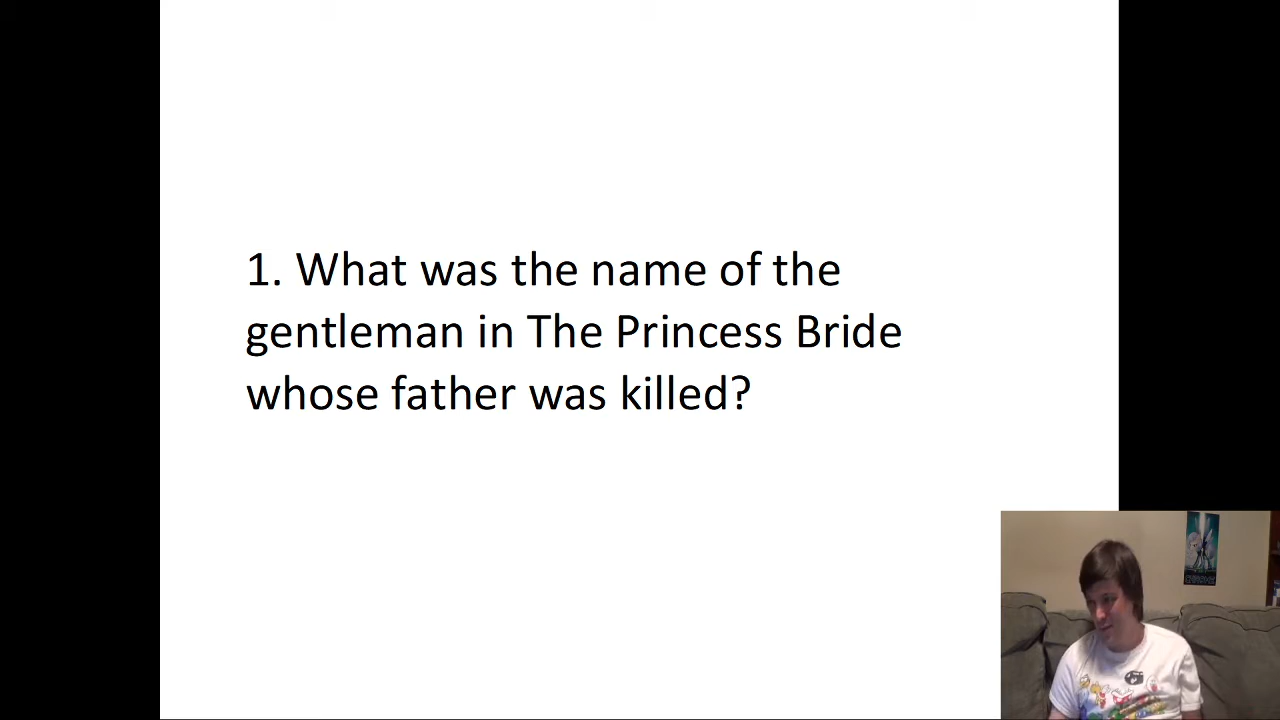 1. What was the name of the
gentleman in The Princess Bride
whose father was killed?